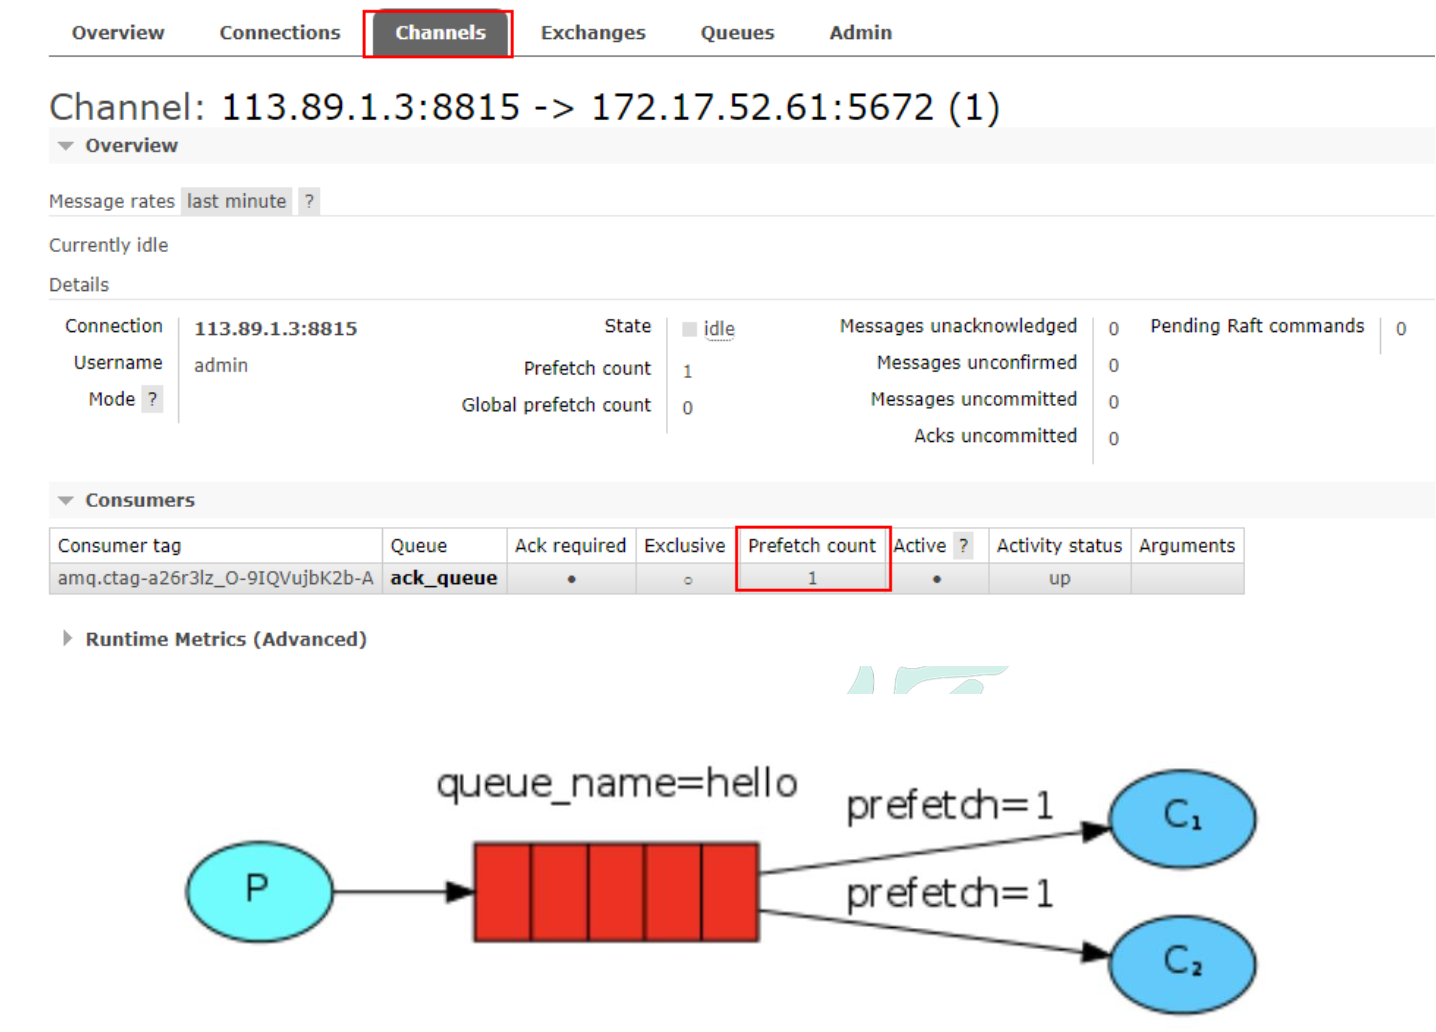 Overview Connections Channels Exchanges Queues Admin
Channel: 113.89.1.3:8815 -> 172.17.52.61:5672 (1)
Overview
Message rates last minute ?
Currently idle
Details
Connection 113.89.1.3:8815 State idle Messages unacknowledged 0 Pending Raft commands 0
Username admin Prefetch count 1 Messages unconfirmed 0
Mode ? Global prefetch count 0 Messages uncommitted 0
Acks uncommitted 0
Consumers
Consumer tag Queue Ack required Exclusive Prefetch count Active ? Activity status Arguments
amq.ctag-a26r3lz_O-9IQVujbK2b-A ack_queue ● ○ 1 ● up
Runtime Metrics (Advanced)
queue_name=hello
prefetch=1
C₁
P
prefetch=1
C₂